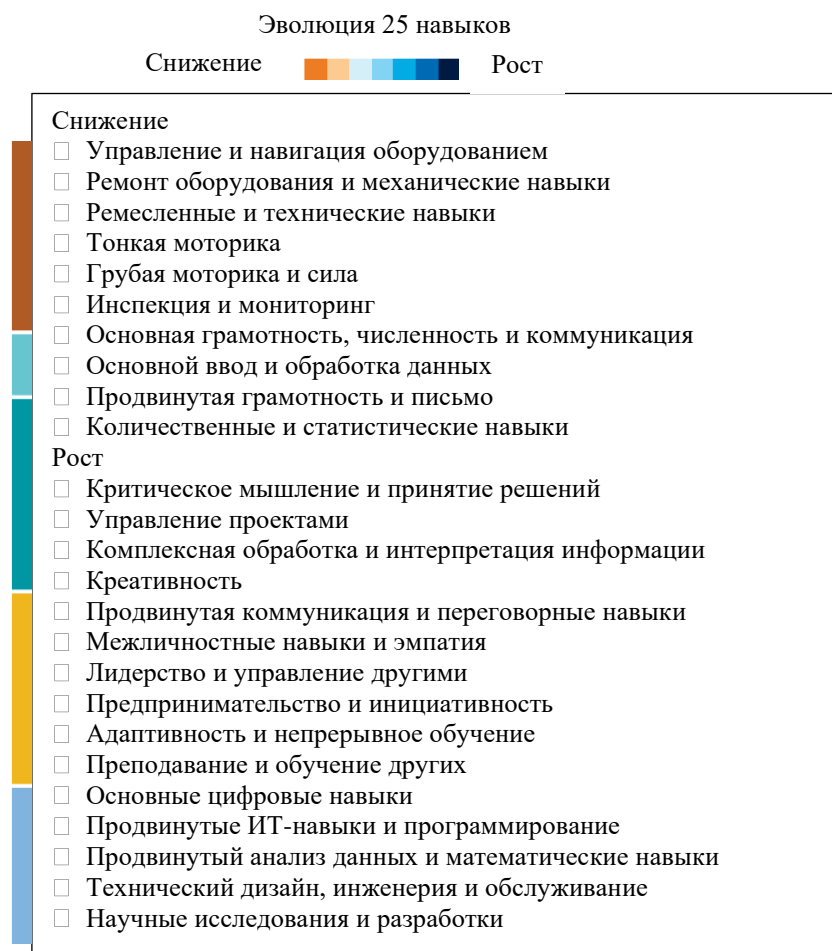 Эволюция 25 навыков
Снижение Рост
Снижение
Управление и навигация оборудованием
Ремонт оборудования и механические навыки
Ремесленные и технические навыки
Тонкая моторика
Грубая моторика и сила
Инспекция и мониторинг
Основная грамотность, численность и коммуникация
Основной ввод и обработка данных
Продвинутая грамотность и письмо
Количественные и статистические навыки
Рост
Критическое мышление и принятие решений
Управление проектами
Комплексная обработка и интерпретация информации
Креативность
Продвинутая коммуникация и переговорные навыки
Межличностные навыки и эмпатия
Лидерство и управление другими
Предпринимательство и инициативность
Адаптивность и непрерывное обучение
Преподавание и обучение других
Основные цифровые навыки
Продвинутые ИТ-навыки и программирование
Продвинутый анализ данных и математические навыки
Технический дизайн, инженерия и обслуживание
Научные исследования и разработки